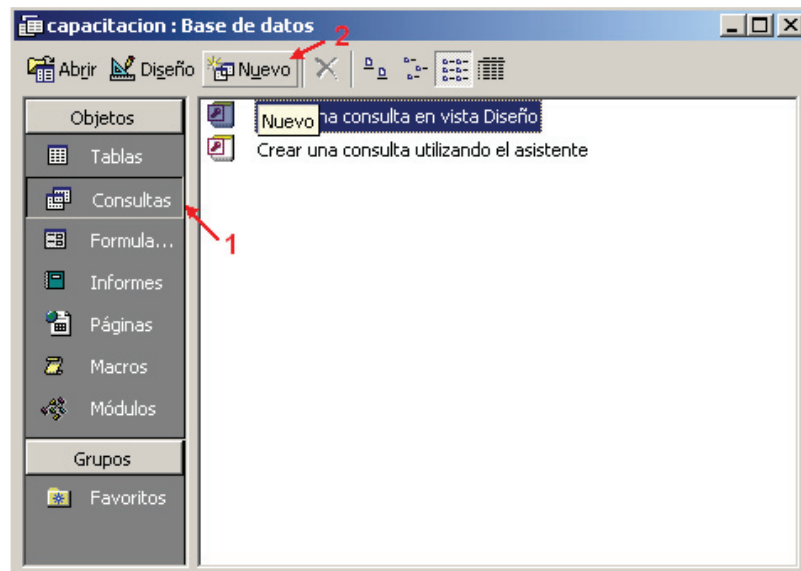 capacitacion : Base de datos
2
Abrir Diseño Nuevo
Objetos
Tablas
Consultas
1
Formula...
Informes
Páginas
Macros
Módulos
Grupos
Favoritos
Nuevo na consulta en vista Diseño
Crear una consulta utilizando el asistente